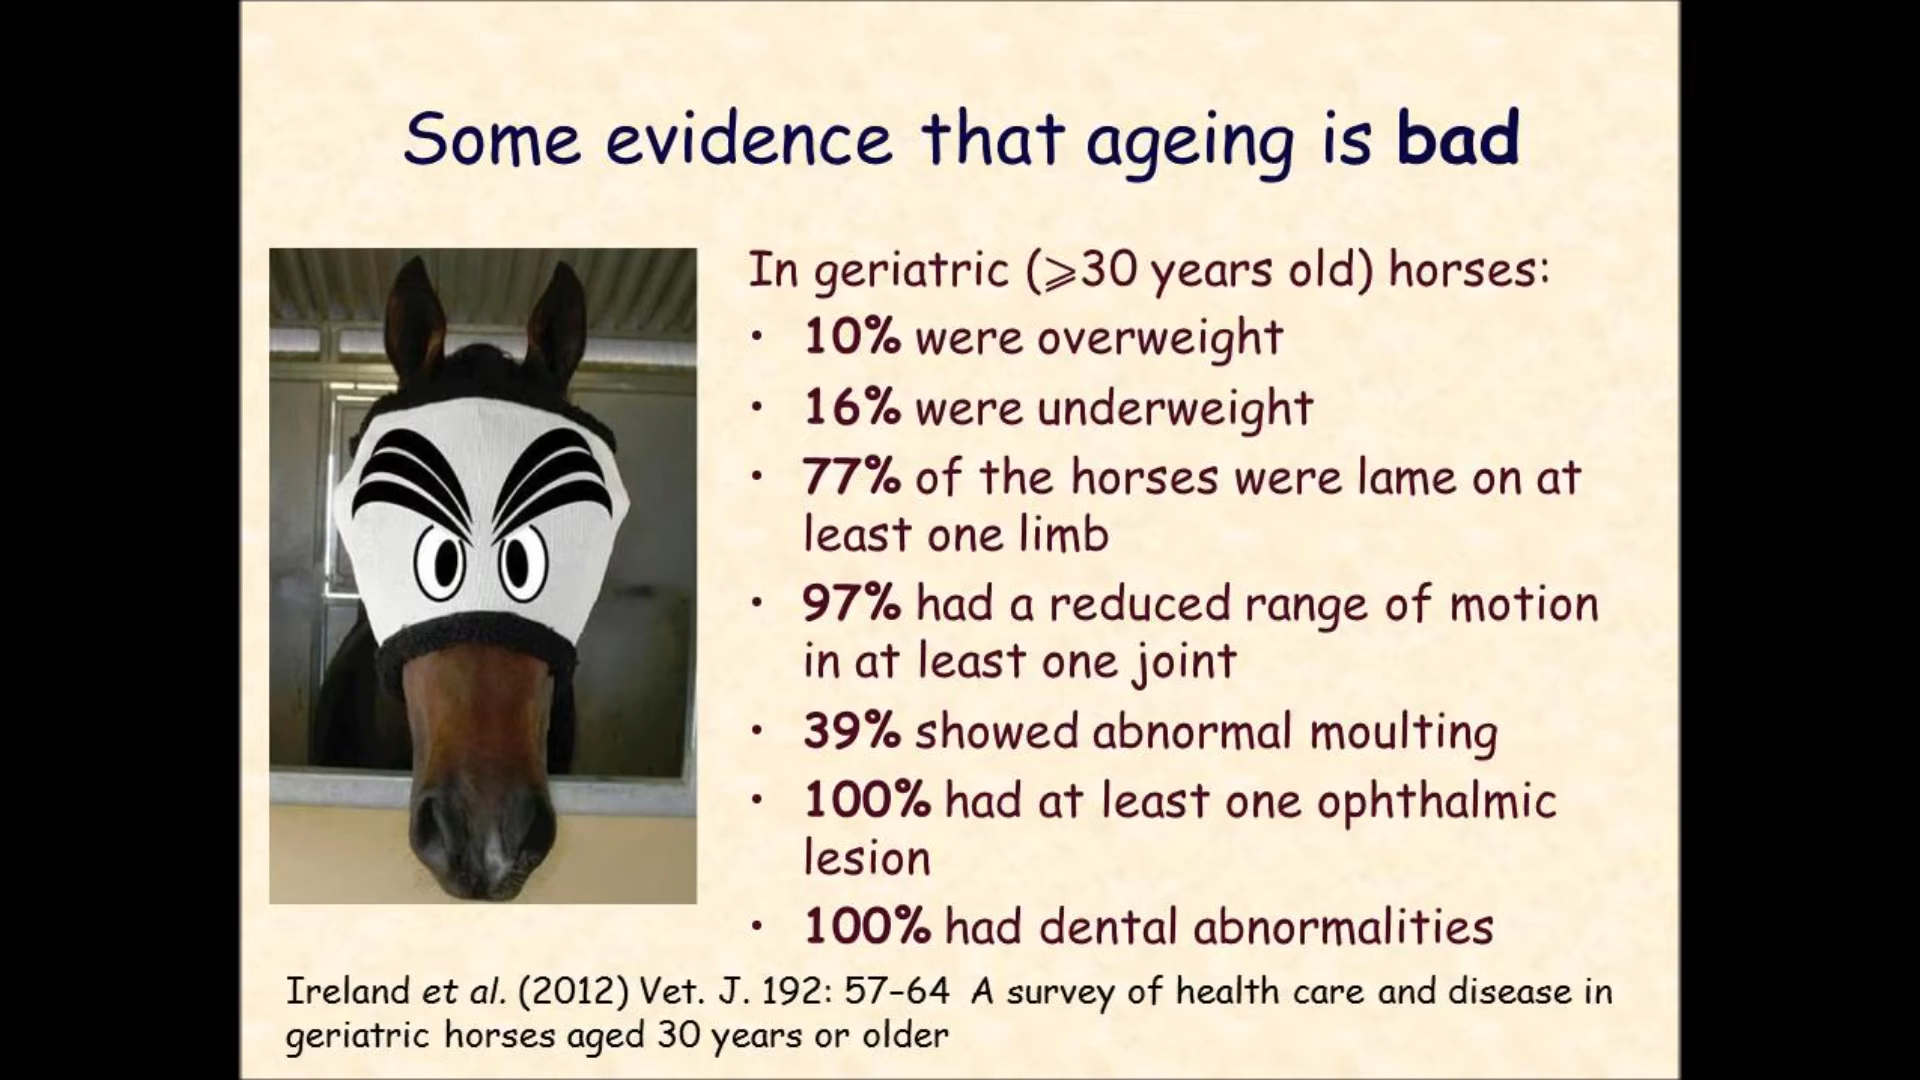 Some evidence that ageing is bad
In geriatric (⩾30 years old) horses:
• 10% were overweight
• 16% were underweight
• 77% of the horses were lame on at
least one limb
• 97% had a reduced range of motion
in at least one joint
• 39% showed abnormal moulting
• 100% had at least one ophthalmic
lesion
• 100% had dental abnormalities
Ireland et al. (2012) Vet. J. 192: 57–64 A survey of health care and disease in
geriatric horses aged 30 years or older